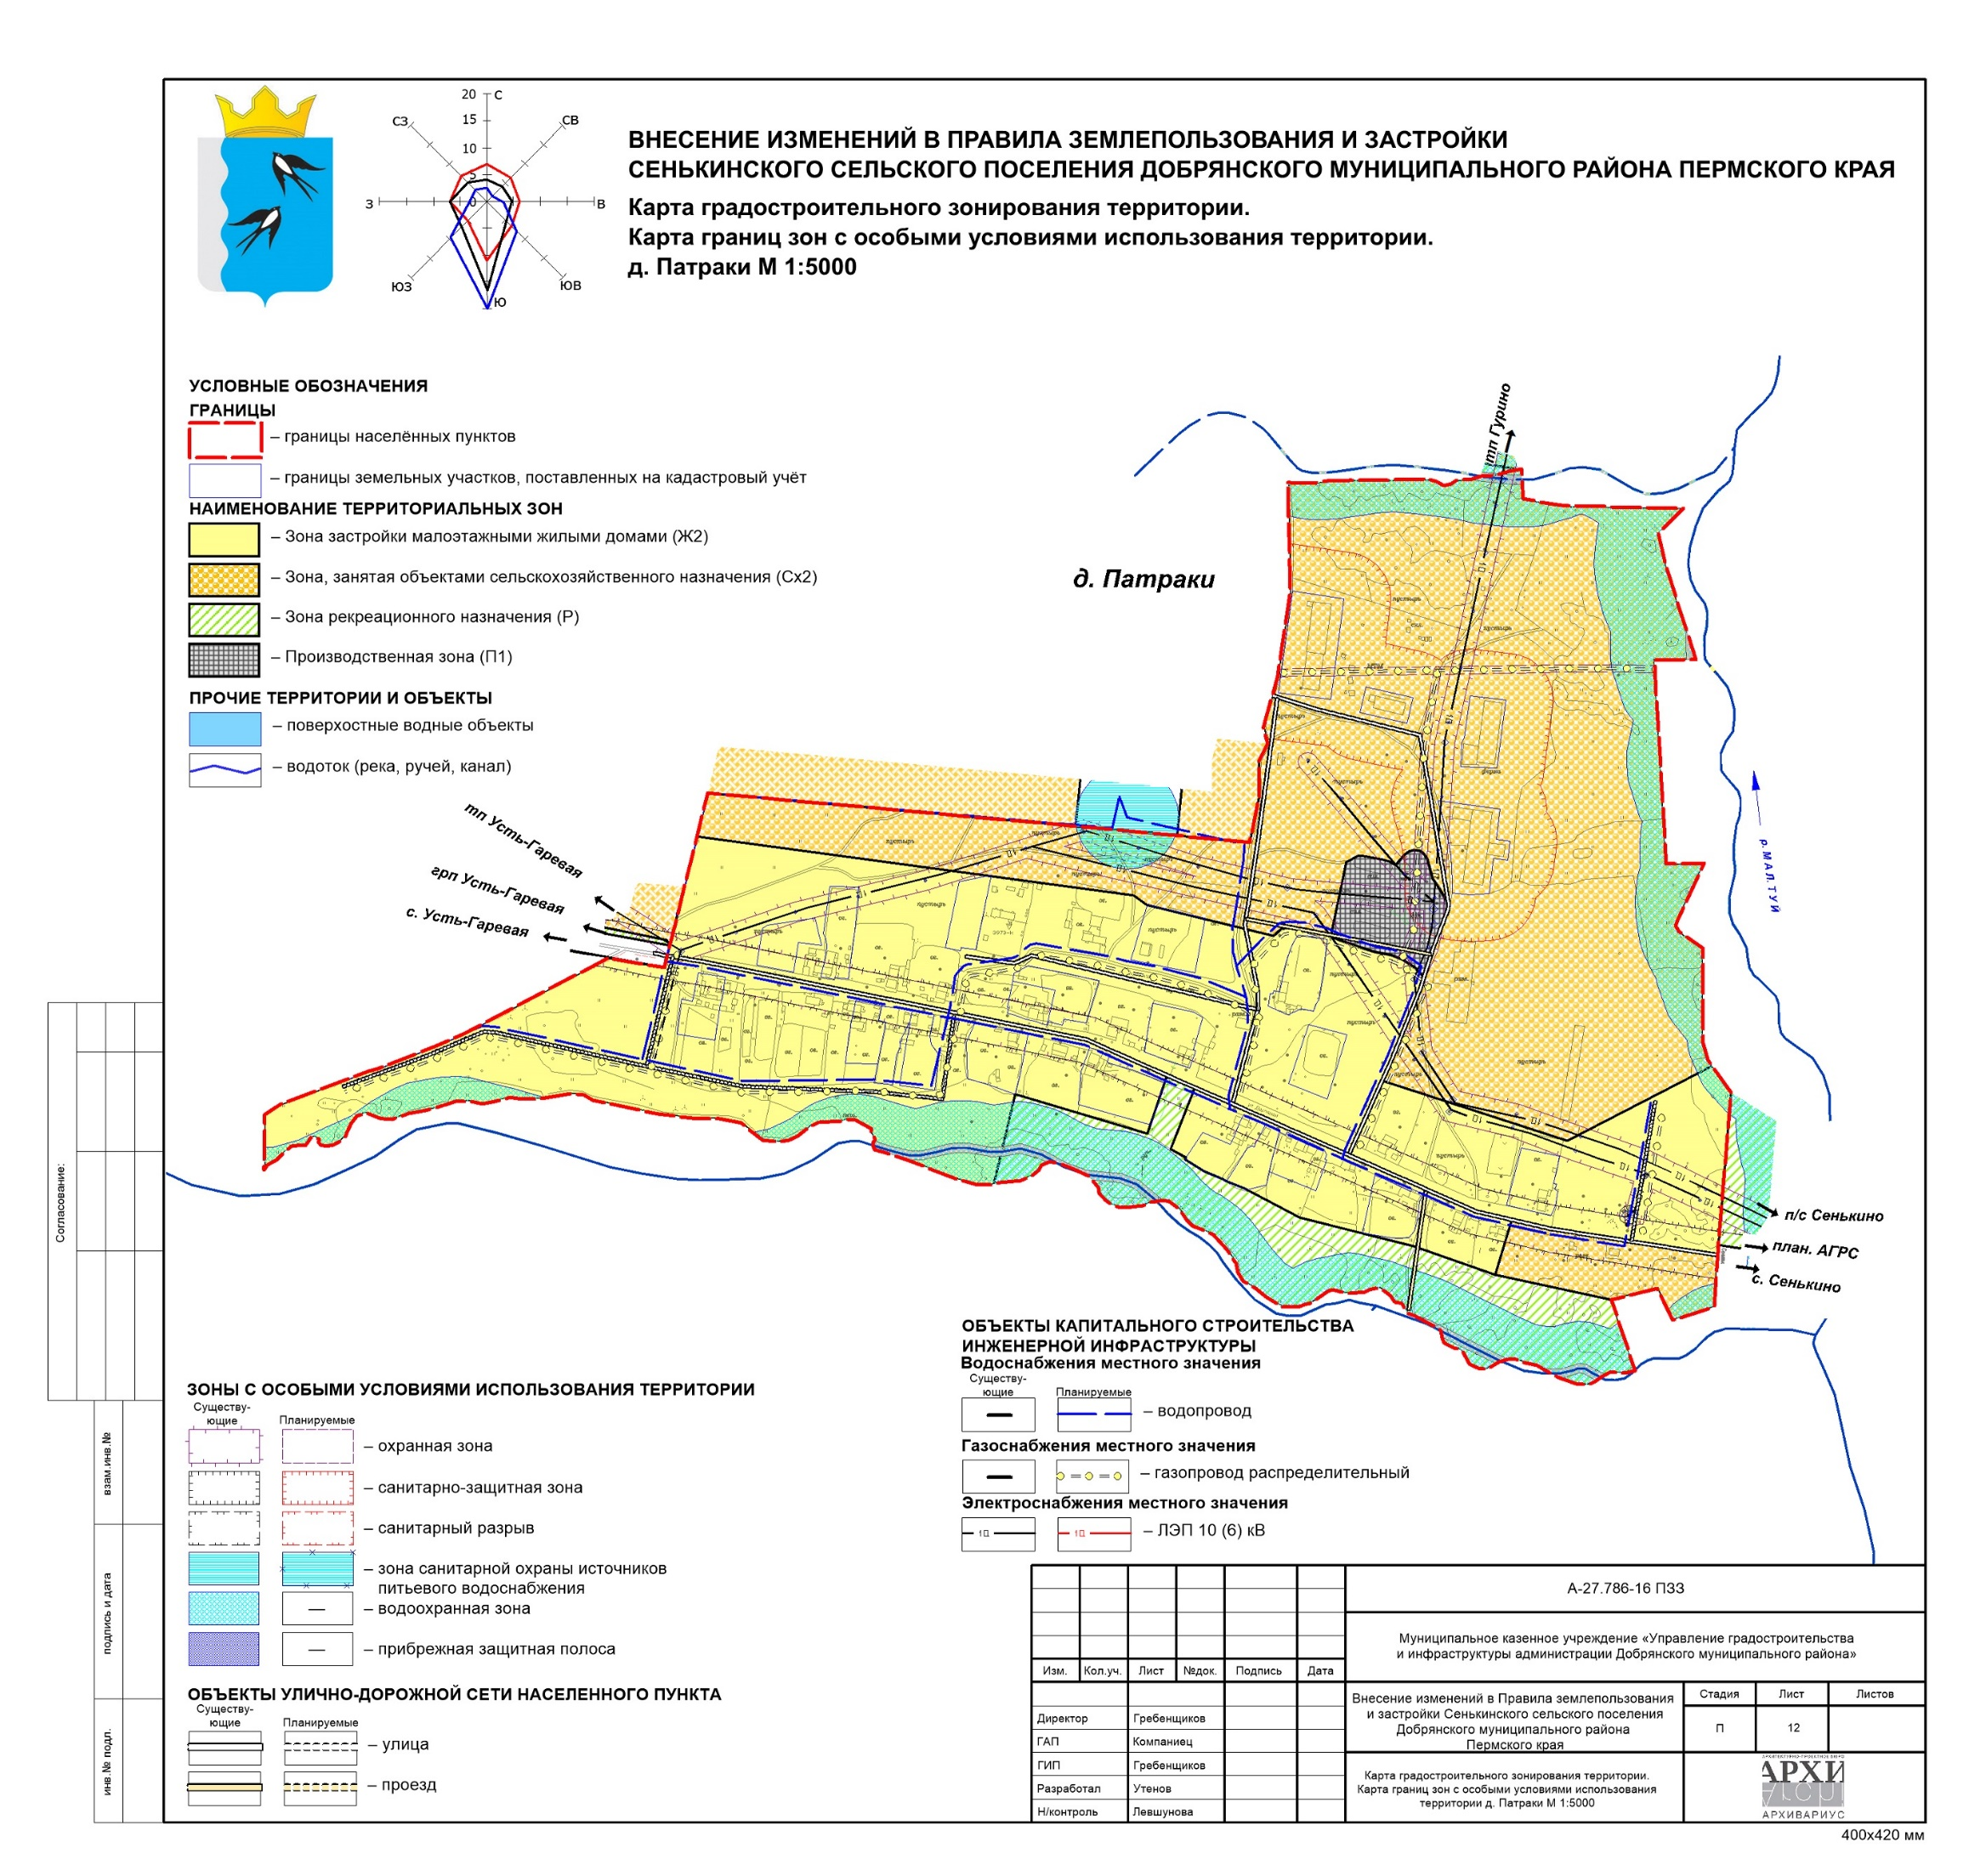 20
С
15
10
5
0
СЗ
СВ
З
В
ЮЗ
ЮВ
Ю
ВНЕСЕНИЕ ИЗМЕНЕНИЙ В ПРАВИЛА ЗЕМЛЕПОЛЬЗОВАНИЯ И ЗАСТРОЙКИ
СЕНЬКИНСКОГО СЕЛЬСКОГО ПОСЕЛЕНИЯ ДОБРЯНСКОГО МУНИЦИПАЛЬНОГО РАЙОНА ПЕРМСКОГО КРАЯ
Карта градостроительного зонирования территории.
Карта границ зон с особыми условиями использования территории.
д. Патраки М 1:5000
УСЛОВНЫЕ ОБОЗНАЧЕНИЯ
ГРАНИЦЫ
– границы населённых пунктов
– границы земельных участков, поставленных на кадастровый учёт
НАИМЕНОВАНИЕ ТЕРРИТОРИАЛЬНЫХ ЗОН
– Зона застройки малоэтажными жилыми домами (Ж2)
– Зона, занятая объектами сельскохозяйственного назначения (Сх2)
– Зона рекреационного назначения (Р)
– Производственная зона (П1)
ПРОЧИЕ ТЕРРИТОРИИ И ОБЪЕКТЫ
– поверхостные водные объекты
– водоток (река, ручей, канал)
д. Патраки
тп Гурино
тп Усть-Гаревая
грп Усть-Гаревая
с. Усть-Гаревая
р. МАЛ. ТУЙ
п/с Сенькино
план. АГРС
с. Сенькино
ЗОНЫ С ОСОБЫМИ УСЛОВИЯМИ ИСПОЛЬЗОВАНИЯ ТЕРРИТОРИИ
Существу-
ющие
Планируемые
– охранная зона
– санитарно-защитная зона
– санитарный разрыв
– зона санитарной охраны источников
питьевого водоснабжения
– водоохранная зона
– прибрежная защитная полоса
ОБЪЕКТЫ УЛИЧНО-ДОРОЖНОЙ СЕТИ НАСЕЛЕННОГО ПУНКТА
Существу-
ющие
Планируемые
– улица
– проезд
ОБЪЕКТЫ КАПИТАЛЬНОГО СТРОИТЕЛЬСТВА
ИНЖЕНЕРНОЙ ИНФРАСТРУКТУРЫ
Водоснабжения местного значения
Существу-
ющие
Планируемые
– водопровод
Газоснабжения местного значения
– газопровод распределительный
Электроснабжения местного значения
– ЛЭП 10 (6) кВ
Согласование:
взам.инв.№
подпись и дата
инв.№ подл.
А-27.786-16 ПЗЗ
Муниципальное казенное учреждение «Управление градостроительства
и инфраструктуры администрации Добрянского муниципального района»
Изм. Кол.уч. Лист №док. Подпись Дата
Директор Гребенщиков
ГАП Компаниец
ГИП Гребенщиков
Разработал Утенов
Н/контроль Левшунова
Внесение изменений в Правила землепользования
и застройки Сенькинского сельского поселения
Добрянского муниципального района
Пермского края
Стадия Лист Листов
П 12
Карта градостроительного зонирования территории.
Карта границ зон с особыми условиями использования
территории д. Патраки М 1:5000
АРХИ
АРХИВАРИУС
400х420 мм